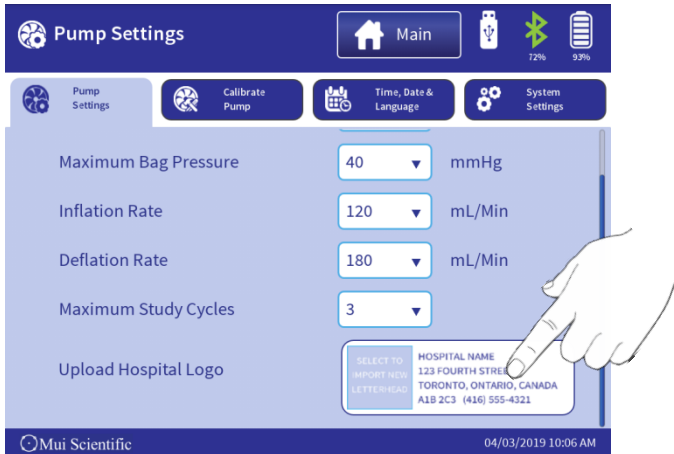 Pump Settings
Main
72%
93%
Pump
Settings
Calibrate
Pump
Time, Date &
Language
System
Settings
Maximum Bag Pressure
40
mmHg
Inflation Rate
120
mL/Min
Deflation Rate
180
mL/Min
Maximum Study Cycles
3
Upload Hospital Logo
SELECT TO
IMPORT NEW
LETTERHEAD
HOSPITAL NAME
123 FOURTH
TORONTO, ONTARIO, CANADA
A1B 2C3 (416) 555-4321
Mui Scientific
04/03/2019 10:06 AM